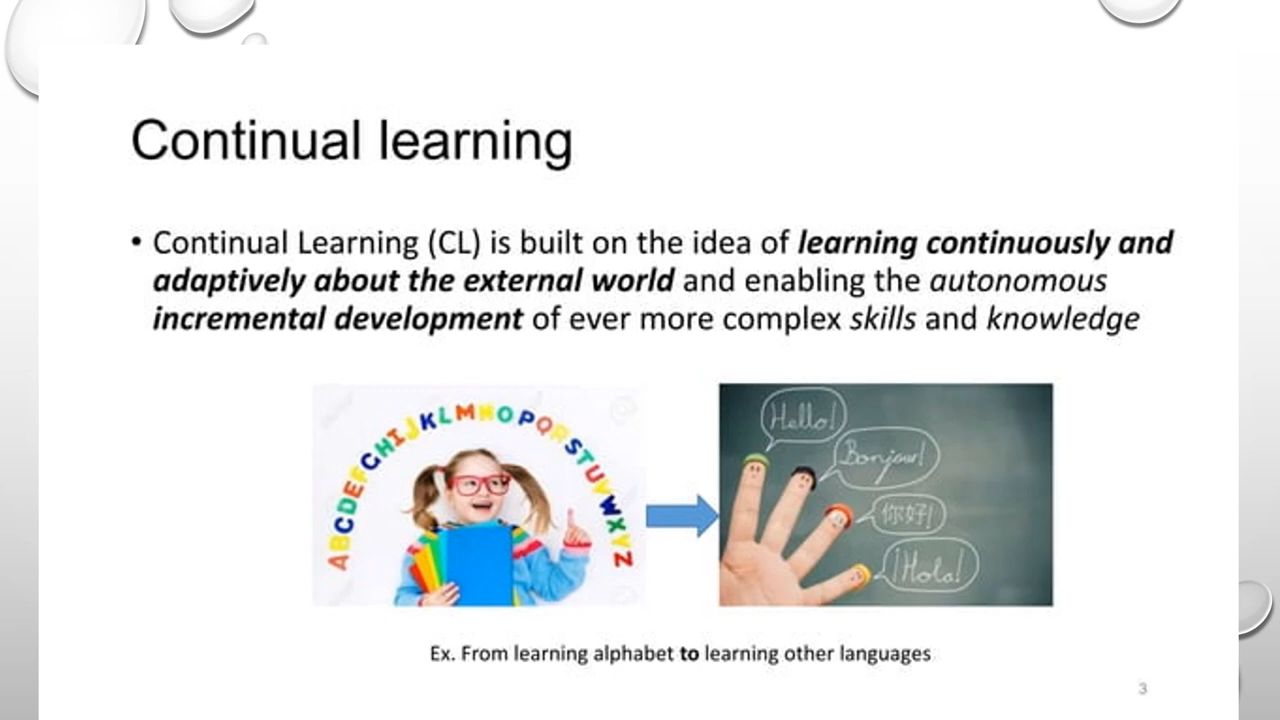 Continual learning
• Continual Learning (CL) is built on the idea of learning continuously and
adaptively about the external world and enabling the autonomous
incremental development of ever more complex skills and knowledge
ABCDEFGHIJKLMNOPQRSTUVWXYZ
Hello!
Bonjour!
你好!
¡Hola!
Ex. From learning alphabet to learning other languages
3